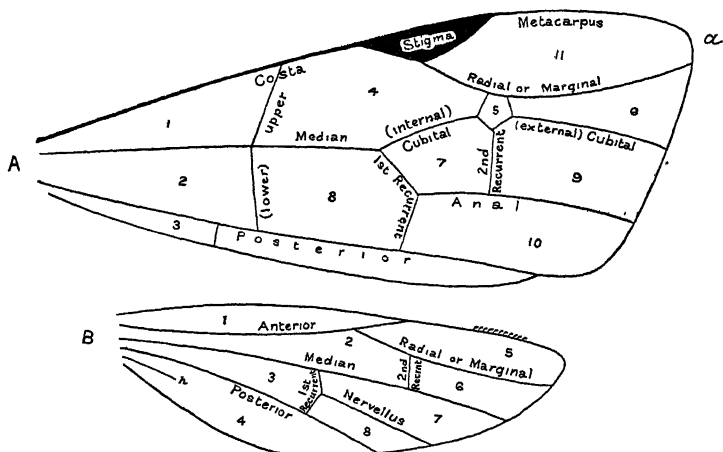 Metacarpus
Stigma
a
11
Costa
Radial or Marginal
4
5
6
upper
(internal)
1
Median
Cubital
(external) Cubital
A
7
2nd
Recurrent
9
2
(lower)
8
1st Recurrent
Anal
3
Posterior
10
1
Anterior
B
2
Radial or Marginal
5
Median
2nd
Recint
6
h
3
1st
Recurrent
Nervellus
7
Posterior
4
8